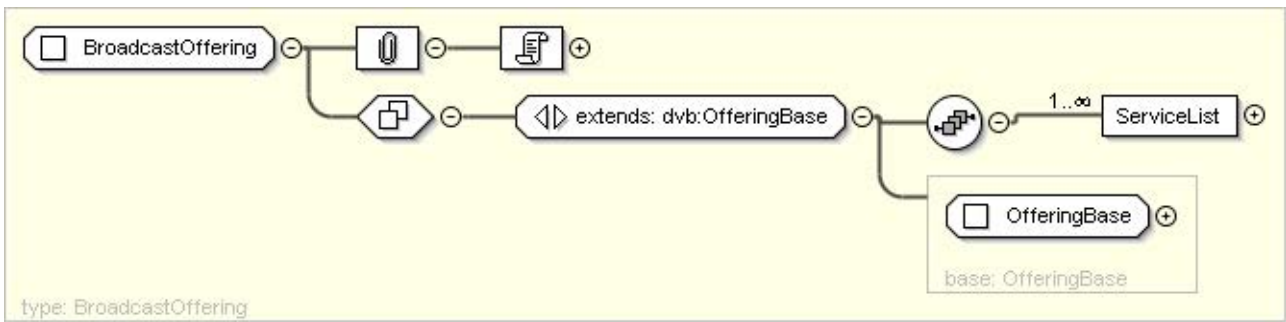 BroadcastOffering
extends: dvb:OfferingBase
1..∞
ServiceList
OfferingBase
base: OfferingBase
type: BroadcastOffering